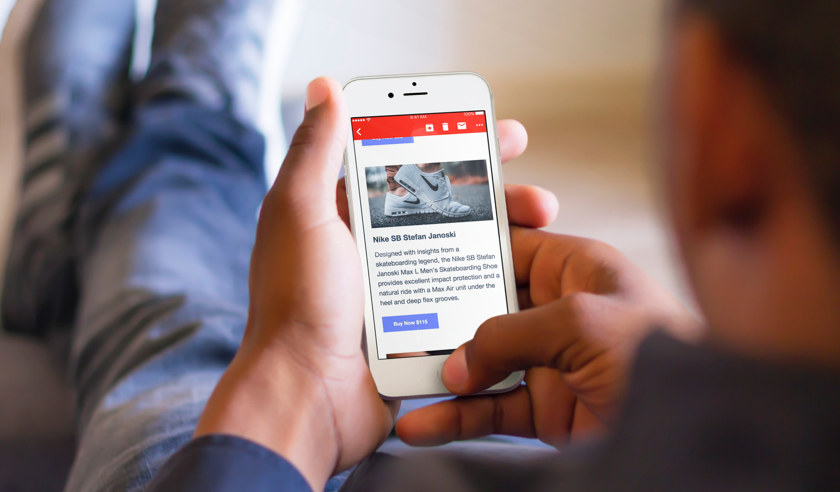 9:41 AM
100%
Nike SB Stefan Janoski
Designed with insights from a
skateboarding legend, the Nike SB Stefan
Janoski Max L Men's Skateboarding Shoe
provides excellent impact protection and a
natural ride with a Max Air unit under the
heel and deep flex grooves.
Buy Now $115